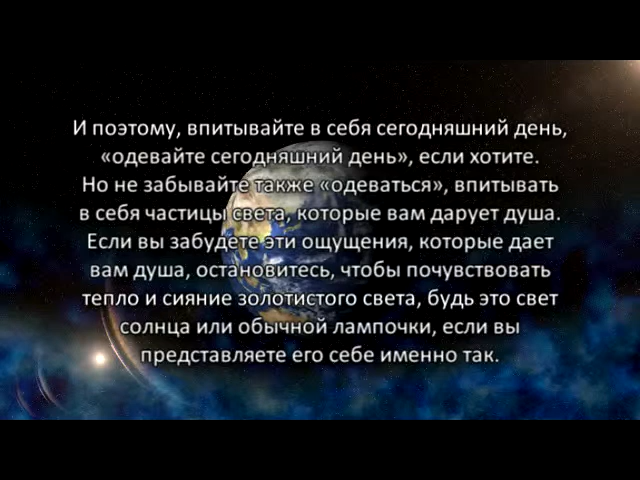 И поэтому, впитывайте в себя сегодняшний день,
«одевайте сегодняшний день», если хотите.
Но не забывайте также «одеваться», впитывать
в себя частицы света, которые вам дарует душа.
Если вы забудете эти ощущения, которые дает
вам душа, остановитесь, чтобы почувствовать
тепло и сияние золотистого света, будь это свет
солнца или обычной лампочки, если вы
представляете его себе именно так.